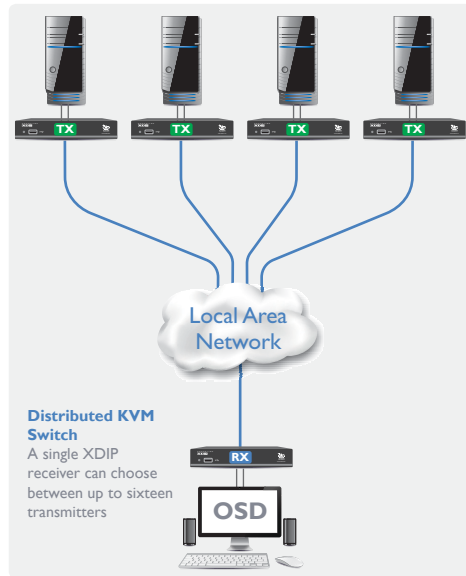 TX TX TX TX
Local Area
Network
Distributed KVM
Switch
A single XDIP
receiver can choose
between up to sixteen
transmitters
RX
OSD